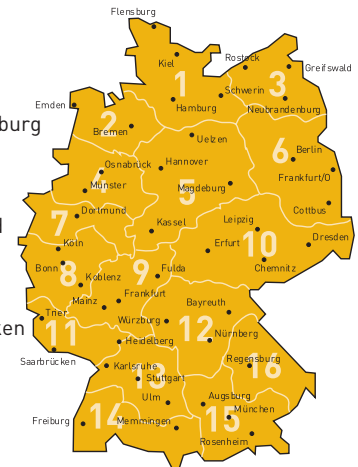 Flensburg
Kiel
Rostock
Greifswald
1
3
Schwerin
Hamburg
Neubrandenburg
Emden
2
burg
Bremen
Uelzen
6
Berlin
Osnabrück
Hannover
4
Frankfurt/O
Münster
Magdeburg
5
Cottbus
Dortmund
7
Kassel
Leipzig
Köln
Erfurt
10
Dresden
Bonn
8
9
Fulda
Chemnitz
Koblenz
Frankfurt
Mainz
Bayreuth
Trier
Würzburg
12
ken
11
Heidelberg
Nürnberg
Saarbrücken
Karlsruhe
Regensburg
16
13
Stuttgart
Ulm
Augsburg
14
München
Freiburg
Memmingen
15
Rosenheim